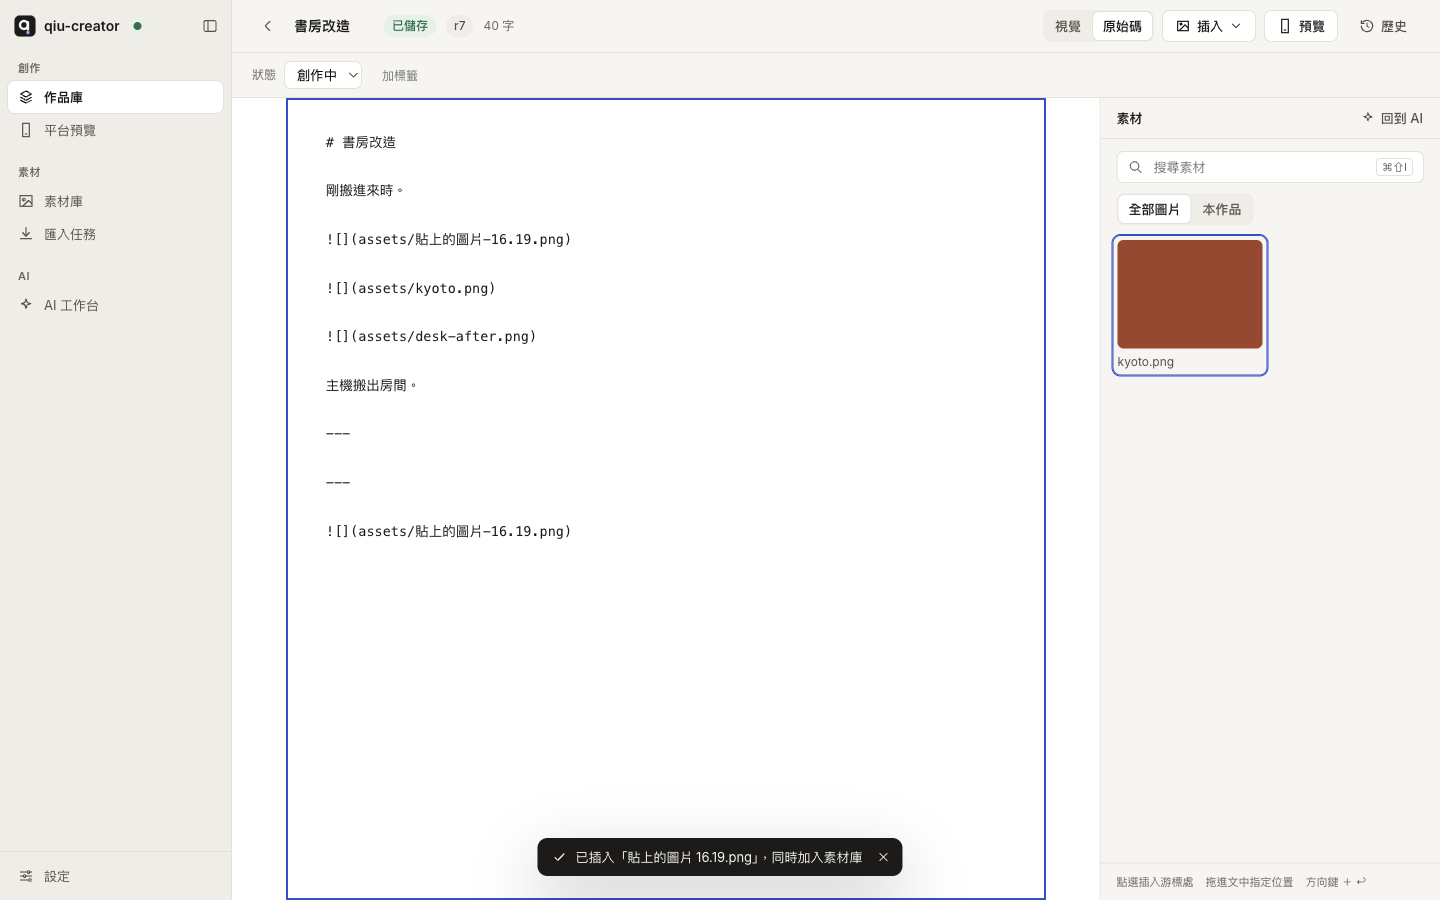 qiu-creator
創作
作品庫
平台預覽
素材
素材庫
匯入任務
AI
AI 工作台
設定
書房改造
已儲存
r7
40 字
視覺
原始碼
插入
預覽
歷史
狀態
創作中
加標籤
# 書房改造
剛搬進來時。
![](assets/貼上的圖片-16.19.png)
![](assets/kyoto.png)
![](assets/desk-after.png)
主機搬出房間。
---
---
![](assets/貼上的圖片-16.19.png)
已插入「貼上的圖片 16.19.png」,同時加入素材庫
素材
回到 AI
搜尋素材
⌘⇧I
全部圖片
本作品
kyoto.png
點選插入游標處 拖進文中指定位置 方向鍵 + ↩